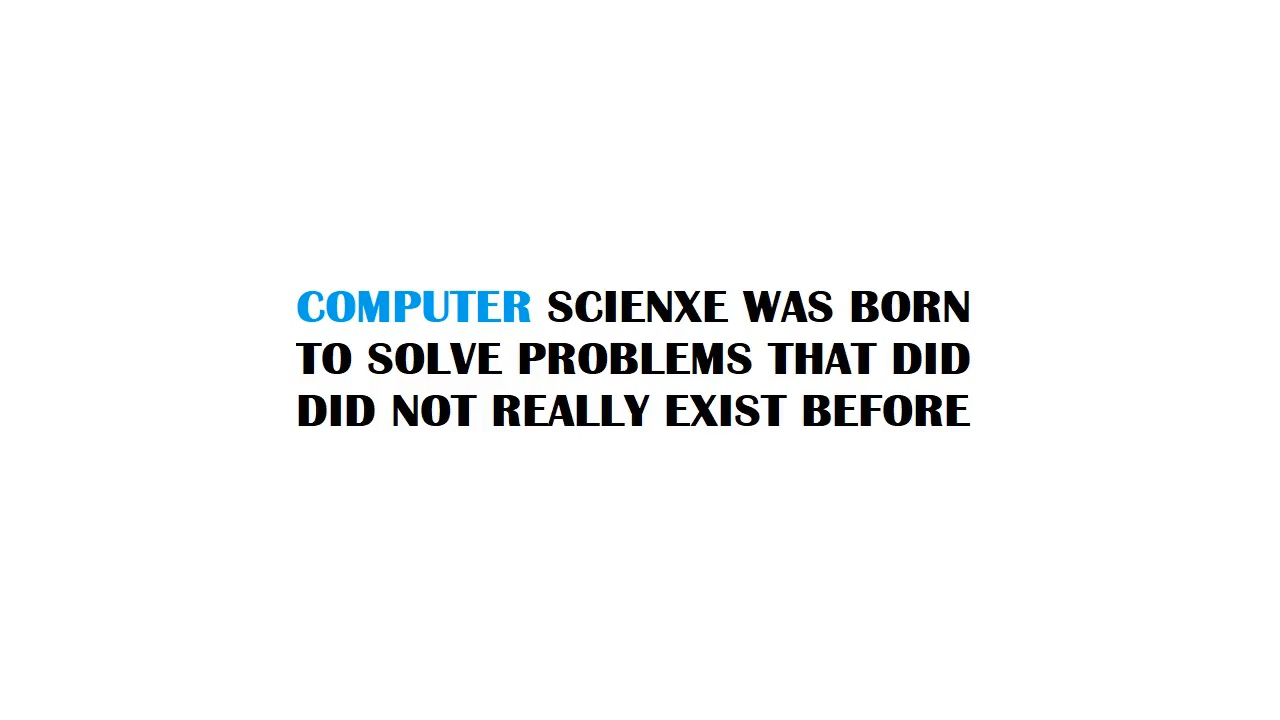 COMPUTER SCIENXE WAS BORN
TO SOLVE PROBLEMS THAT DID
DID NOT REALLY EXIST BEFORE